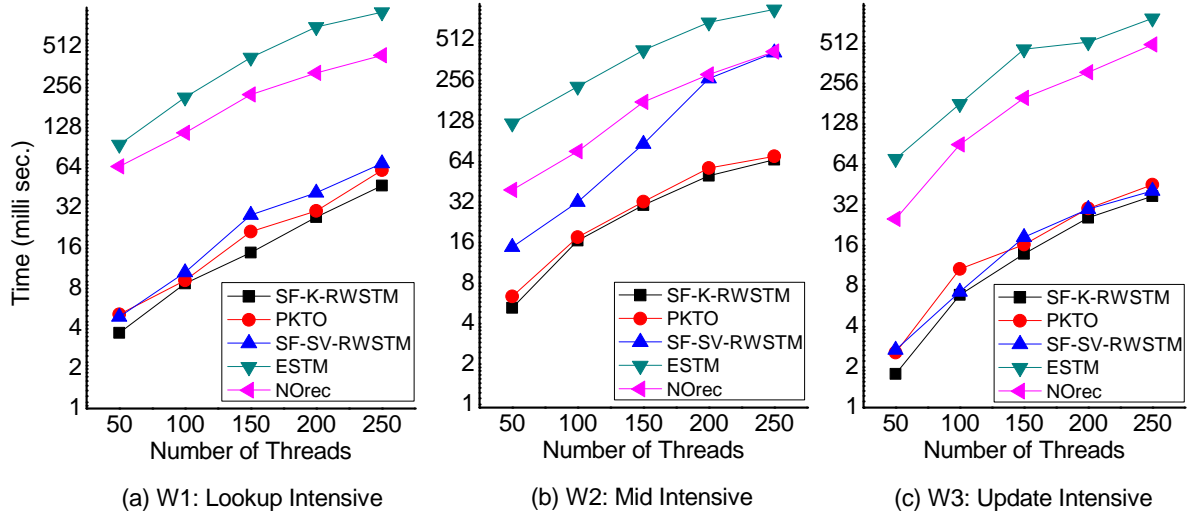 Time (milli sec.)
512
256
128
64
32
16
8
4
2
1
SF-K-RWSTM
PKTO
SF-SV-RWSTM
ESTM
NOrec
50 100 150 200 250
Number of Threads
(a) W1: Lookup Intensive
512
256
128
64
32
16
8
4
2
1
SF-K-RWSTM
PKTO
SF-SV-RWSTM
ESTM
NOrec
50 100 150 200 250
Number of Threads
(b) W2: Mid Intensive
512
256
128
64
32
16
8
4
2
1
SF-K-RWSTM
PKTO
SF-SV-RWSTM
ESTM
NOrec
50 100 150 200 250
Number of Threads
(c) W3: Update Intensive